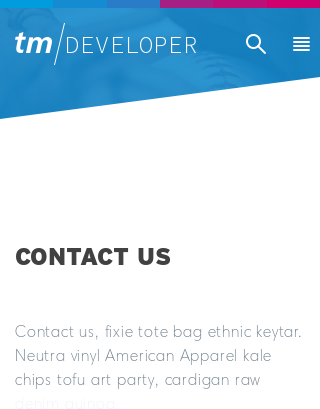 tm/DEVELOPER
CONTACT US
Contact us, fixie tote bag ethnic keytar.
Neutra vinyl American Apparel kale
chips tofu art party, cardigan raw
denim quinoa.